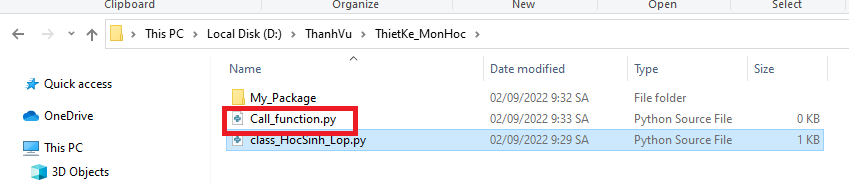 Clipboard Organize New Open Select
This PC > Local Disk (D:) > ThanhVu > ThietKe_MonHoc >
Quick access
OneDrive
This PC
3D Objects
Name Date modified Type Size
My_Package 02/09/2022 9:32 SA File folder
Call_function.py 02/09/2022 9:33 SA Python Source File 0 KB
class_HocSinh_Lop.py 02/09/2022 9:29 SA Python Source File 1 KB